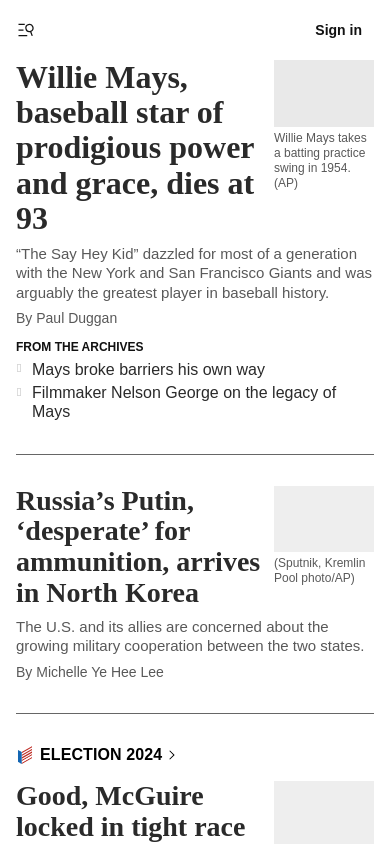 Sign in
Willie Mays,
baseball star of
prodigious power
and grace, dies at
93
Willie Mays takes
a batting practice
swing in 1954.
(AP)
“The Say Hey Kid” dazzled for most of a generation
with the New York and San Francisco Giants and was
arguably the greatest player in baseball history.
By Paul Duggan
FROM THE ARCHIVES
Mays broke barriers his own way
Filmmaker Nelson George on the legacy of
Mays
Russia’s Putin,
‘desperate’ for
ammunition, arrives
in North Korea
(Sputnik, Kremlin
Pool photo/AP)
The U.S. and its allies are concerned about the
growing military cooperation between the two states.
By Michelle Ye Hee Lee
ELECTION 2024
Good, McGuire
locked in tight race